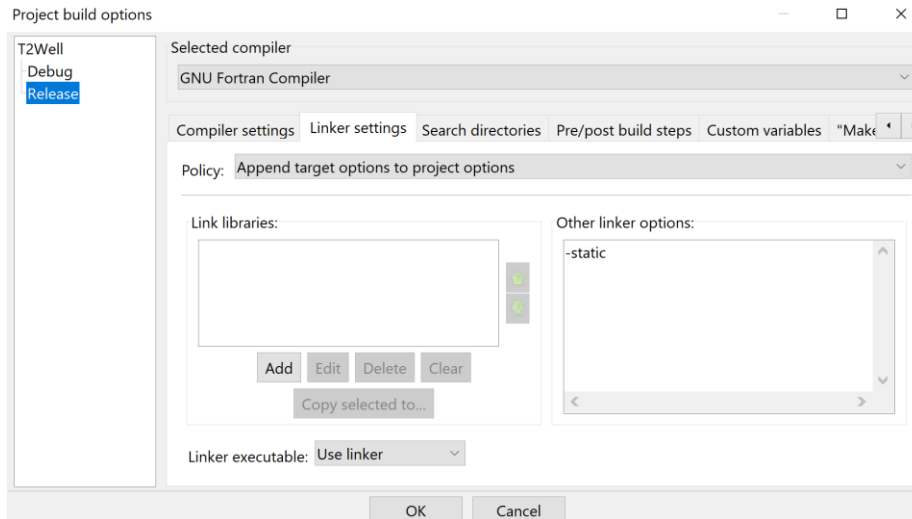 Project build options
T2Well
Debug
Release
Selected compiler
GNU Fortran Compiler
Compiler settings Linker settings Search directories Pre/post build steps Custom variables "Make
Policy: Append target options to project options
Link libraries:
Other linker options:
-static
Add Edit Delete Clear
Copy selected to...
Linker executable: Use linker
OK Cancel